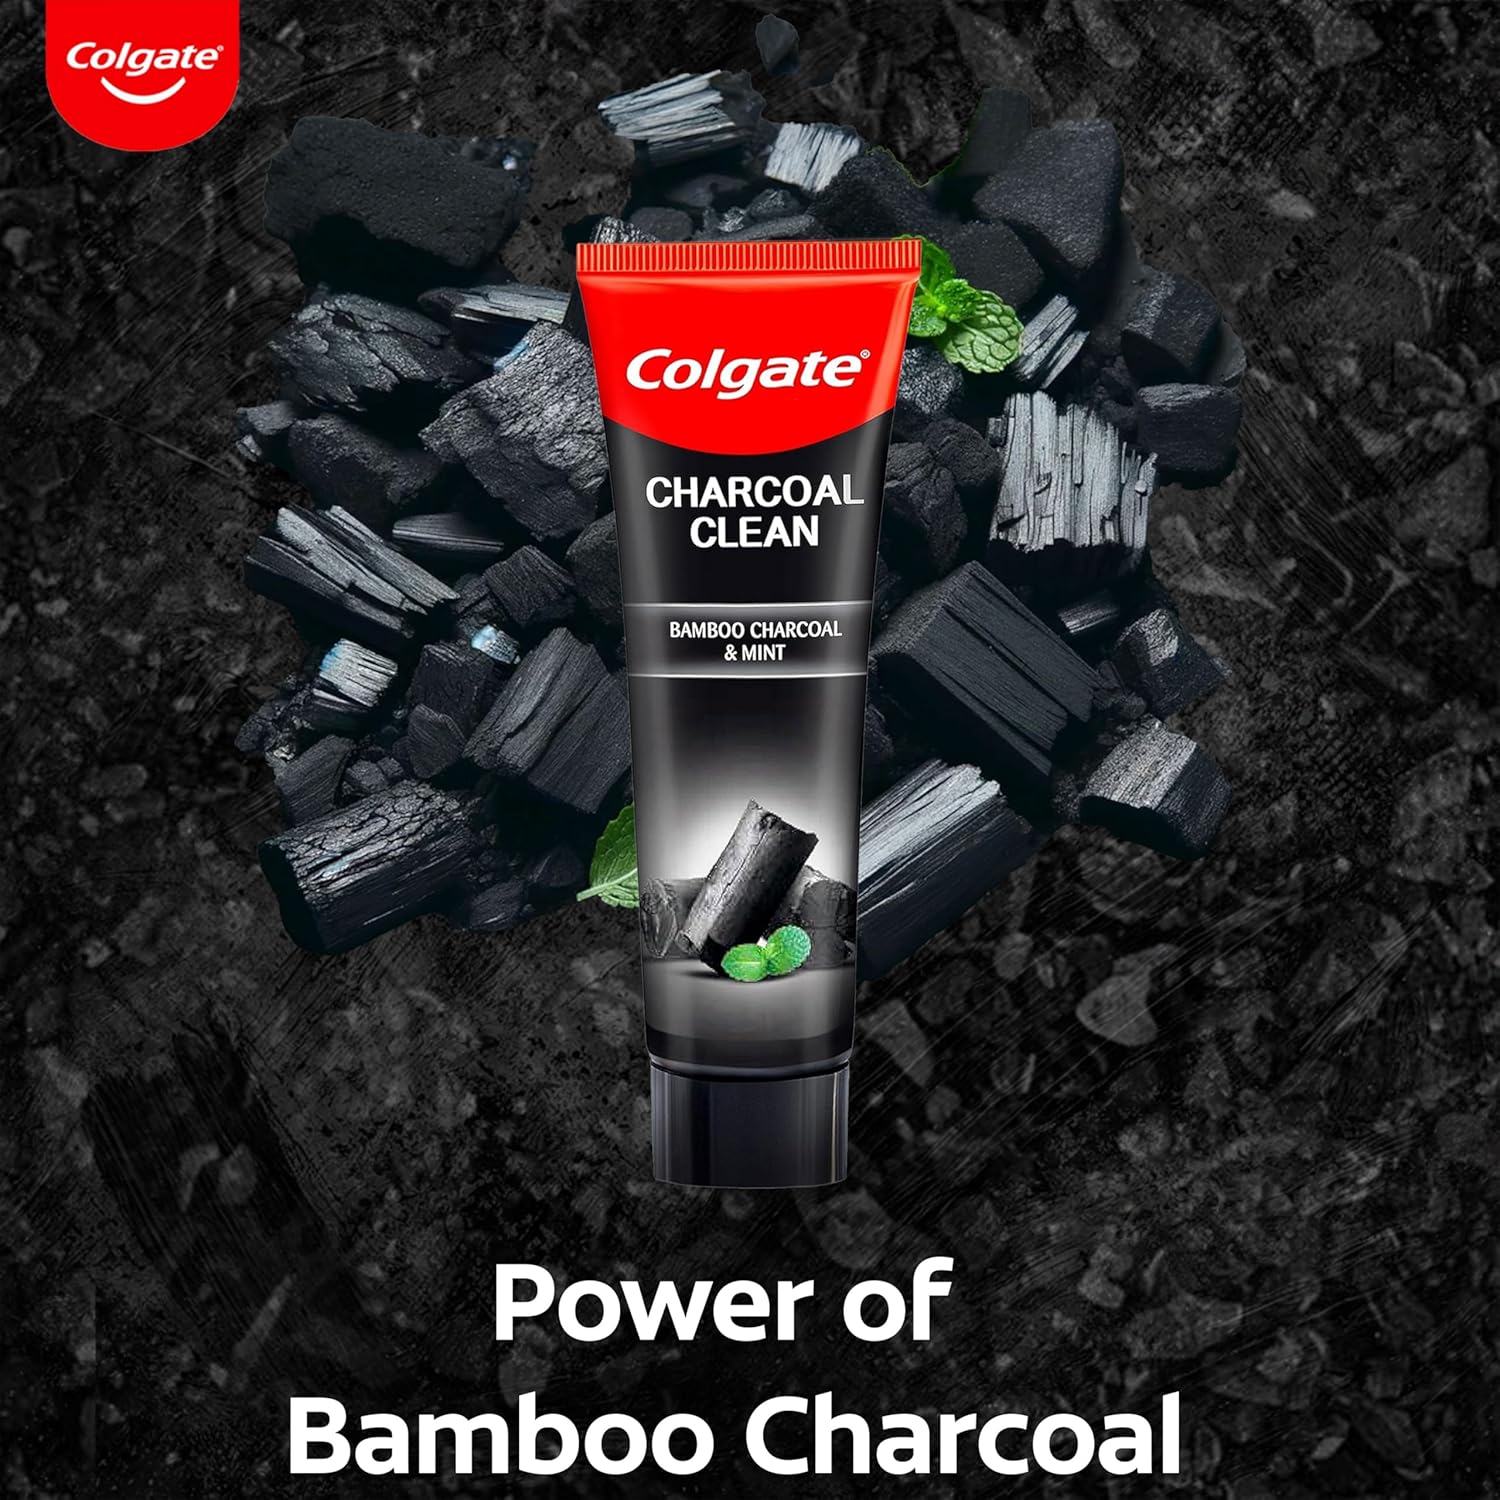 Colgate®
Colgate®
CHARCOAL
CLEAN
BAMBOO CHARCOAL
& MINT
Power of
Bamboo Charcoal